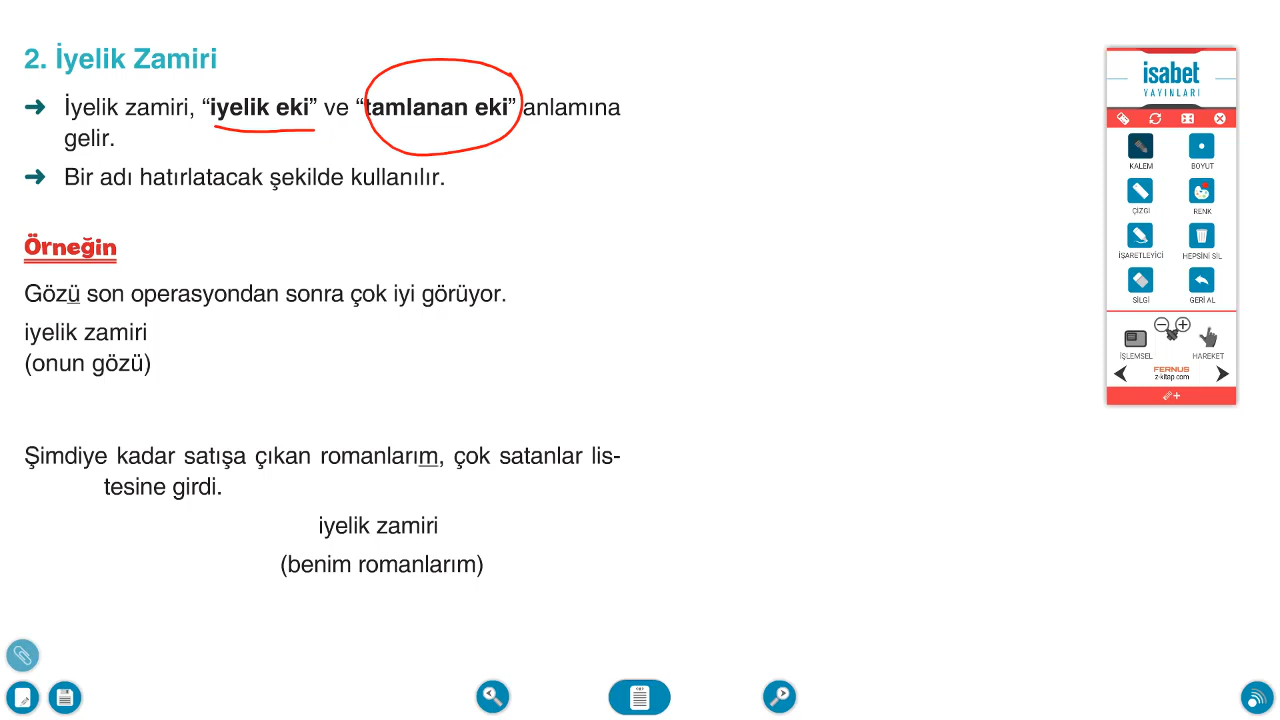 2. İyelik Zamiri
➔ İyelik zamiri, “iyelik eki” ve “tamlanan eki” anlamına
gelir.
➔ Bir adı hatırlatacak şekilde kullanılır.
Örneğin
Gözü son operasyondan sonra çok iyi görüyor.
iyelik zamiri
(onun gözü)
Şimdiye kadar satışa çıkan romanlarım, çok satanlar lis-
tesine girdi.
iyelik zamiri
(benim romanlarım)
isabet
YAYINLARI
KALEM BOYUT
ÇİZGİ RENK
İŞARETLEYİCİ HEPSİNİ SİL
SİLGİ GERİ AL
İŞLEMSEL HAREKET
FERNUS
z-kitap.com